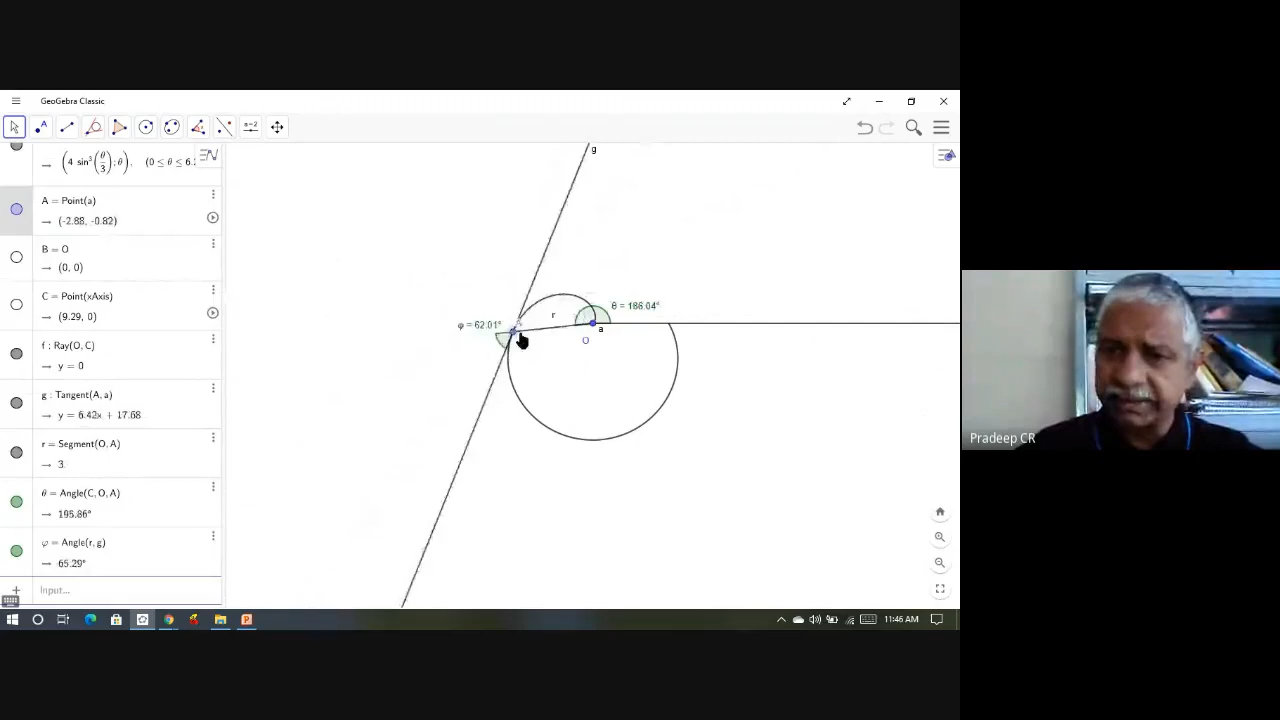 GeoGebra Classic
(4 sin³(θ/3); θ), (0 ≤ θ ≤ 6.2
A = Point(a)
→ (-2.88, -0.82)
B = O
→ (0, 0)
C = Point(xAxis)
→ (9.29, 0)
f : Ray(O, C)
→ y = 0
g : Tangent(A, a)
→ y = 6.42x + 17.68
r = Segment(O, A)
→ 3
θ = Angle(C, O, A)
→ 195.86°
φ = Angle(r, g)
→ 65.29°
Input...
g
θ = 186.04°
r
φ = 62.01°
a
O
Pradeep CR
11:46 AM